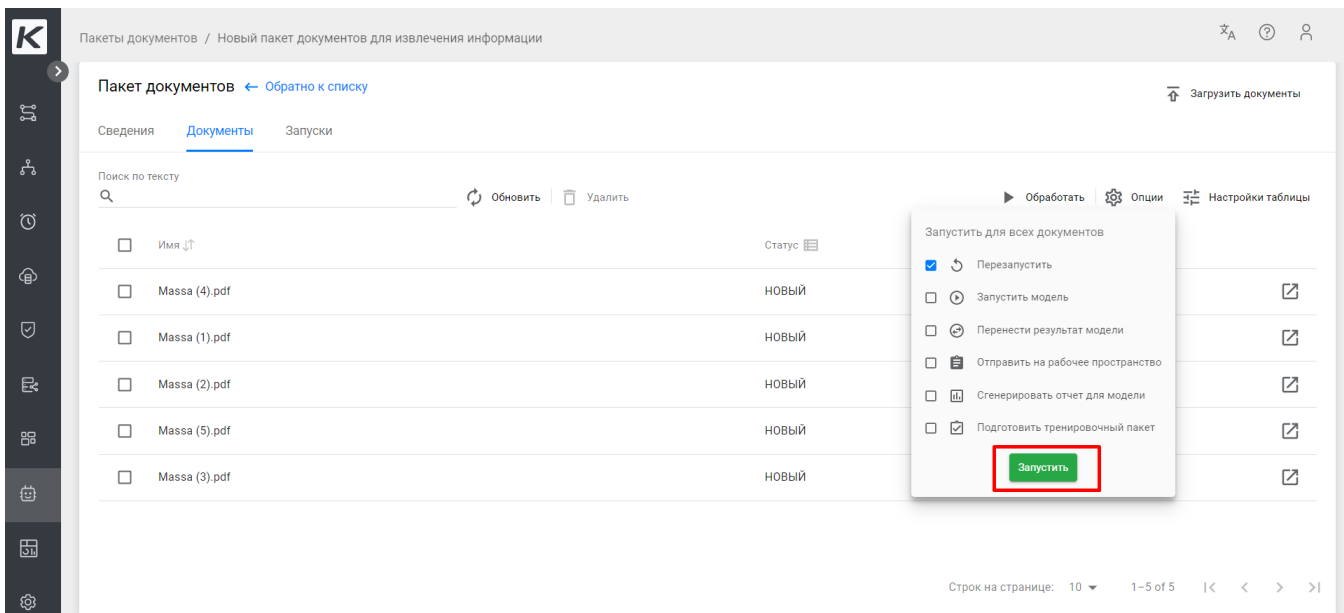 K
Пакеты документов / Новый пакет документов для извлечения информации
Пакет документов ← Обратно к списку
Загрузить документы
Сведения Документы Запуски
Поиск по тексту
Обновить Удалить Обработать Опции Настройки таблицы
Запустить для всех документов
Имя Статус
Перезапустить
Massa (4).pdf НОВЫЙ
Запустить модель
Massa (1).pdf НОВЫЙ
Перенести результат модели
Отправить на рабочее пространство
Massa (2).pdf НОВЫЙ
Сгенерировать отчет для модели
Massa (5).pdf НОВЫЙ
Подготовить тренировочный пакет
Запустить
Massa (3).pdf НОВЫЙ
Строк на странице: 10 1–5 of 5